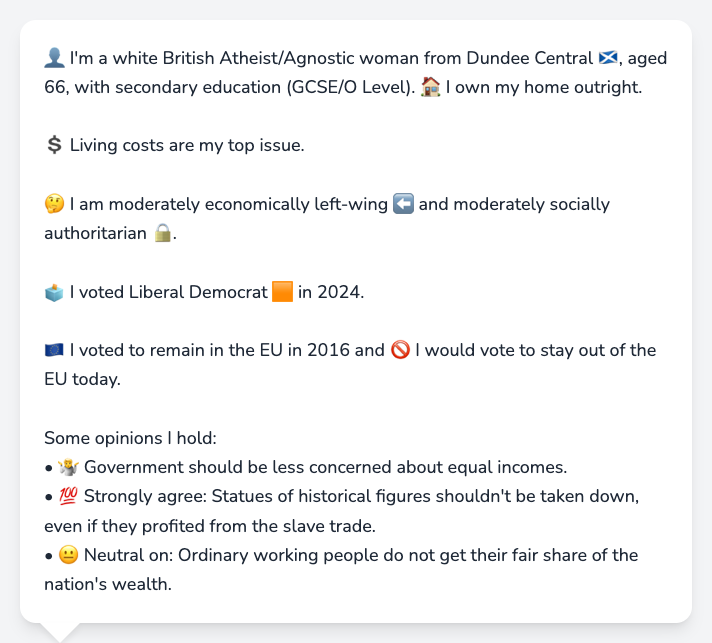 👤 I'm a white British Atheist/Agnostic woman from Dundee Central 🏴󠁧󠁢󠁳󠁣󠁴󠁿, aged
66, with secondary education (GCSE/O Level). 🏠 I own my home outright.
💲 Living costs are my top issue.
🤔 I am moderately economically left-wing ⬅️ and moderately socially
authoritarian 🔒.
🗳️ I voted Liberal Democrat 🟧 in 2024.
🇪🇺 I voted to remain in the EU in 2016 and 🚫 I would vote to stay out of the
EU today.
Some opinions I hold:
• 🤷 Government should be less concerned about equal incomes.
• 💯 Strongly agree: Statues of historical figures shouldn't be taken down,
even if they profited from the slave trade.
• 😐 Neutral on: Ordinary working people do not get their fair share of the
nation's wealth.